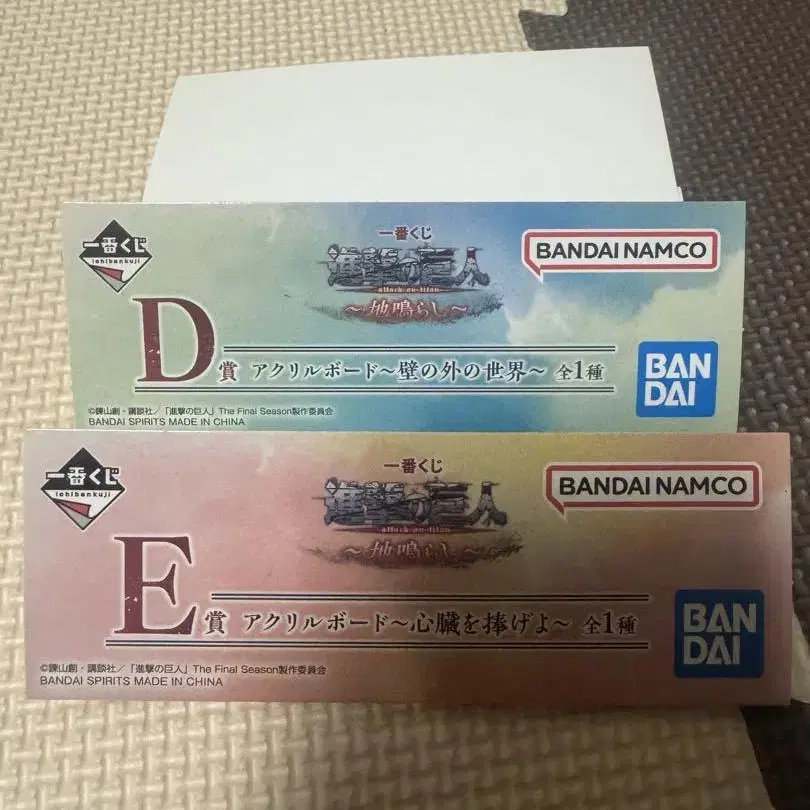 一番くじ
ichibankuji
一番くじ
進撃の巨人
attack on titan
～地鳴らし～
BANDAI NAMCO
D賞 アクリルボード～壁の外の世界～ 全1種
BAN
DAI
©諫山創・講談社／「進撃の巨人」The Final Season製作委員会
BANDAI SPIRITS MADE IN CHINA
一番くじ
ichibankuji
一番くじ
進撃の巨人
attack on titan
～地鳴らし～
BANDAI NAMCO
E賞 アクリルボード～心臓を捧げよ～ 全1種
BAN
DAI
©諫山創・講談社／「進撃の巨人」The Final Season製作委員会
BANDAI SPIRITS MADE IN CHINA